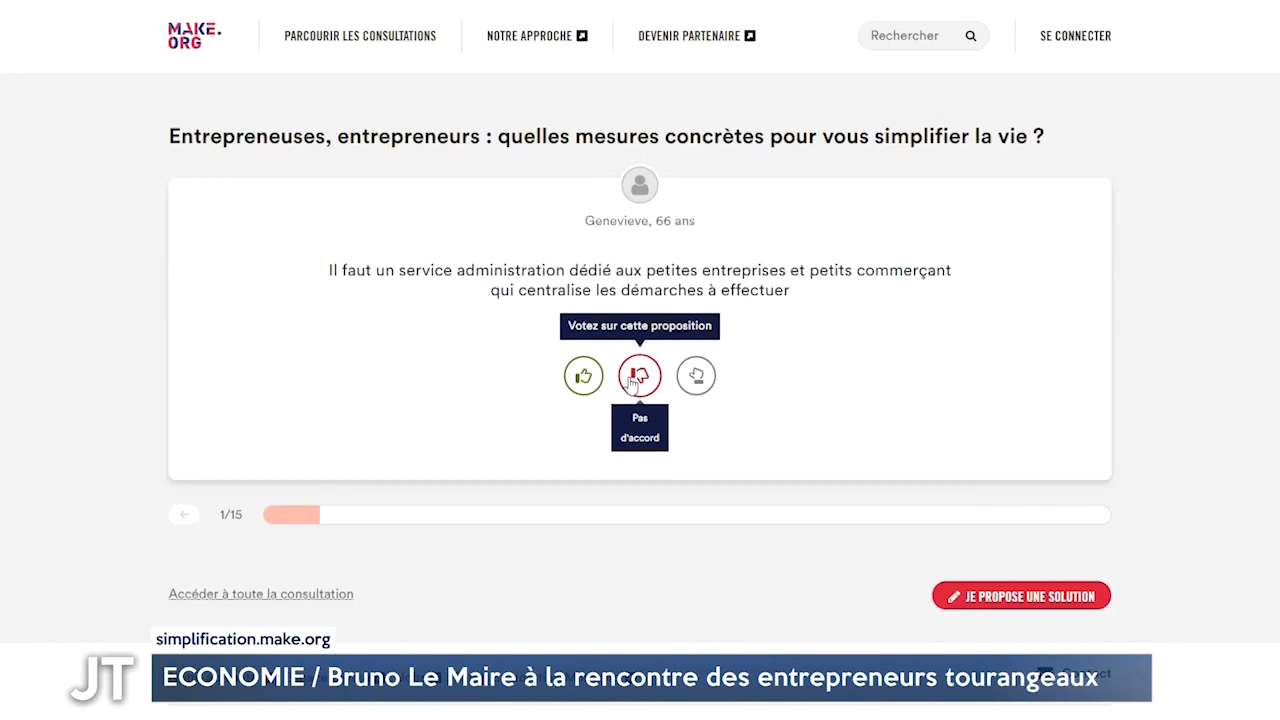 MAKE.
ORG
PARCOURIR LES CONSULTATIONS
NOTRE APPROCHE
DEVENIR PARTENAIRE
Rechercher
SE CONNECTER
Entrepreneuses, entrepreneurs : quelles mesures concrètes pour vous simplifier la vie ?
Genevieve, 66 ans
Il faut un service administration dédié aux petites entreprises et petits commerçant
qui centralise les démarches à effectuer
Votez sur cette proposition
Pas
d'accord
1/15
Accéder à toute la consultation
JE PROPOSE UNE SOLUTION
simplification.make.org
JT
ECONOMIE / Bruno Le Maire à la rencontre des entrepreneurs tourangeaux